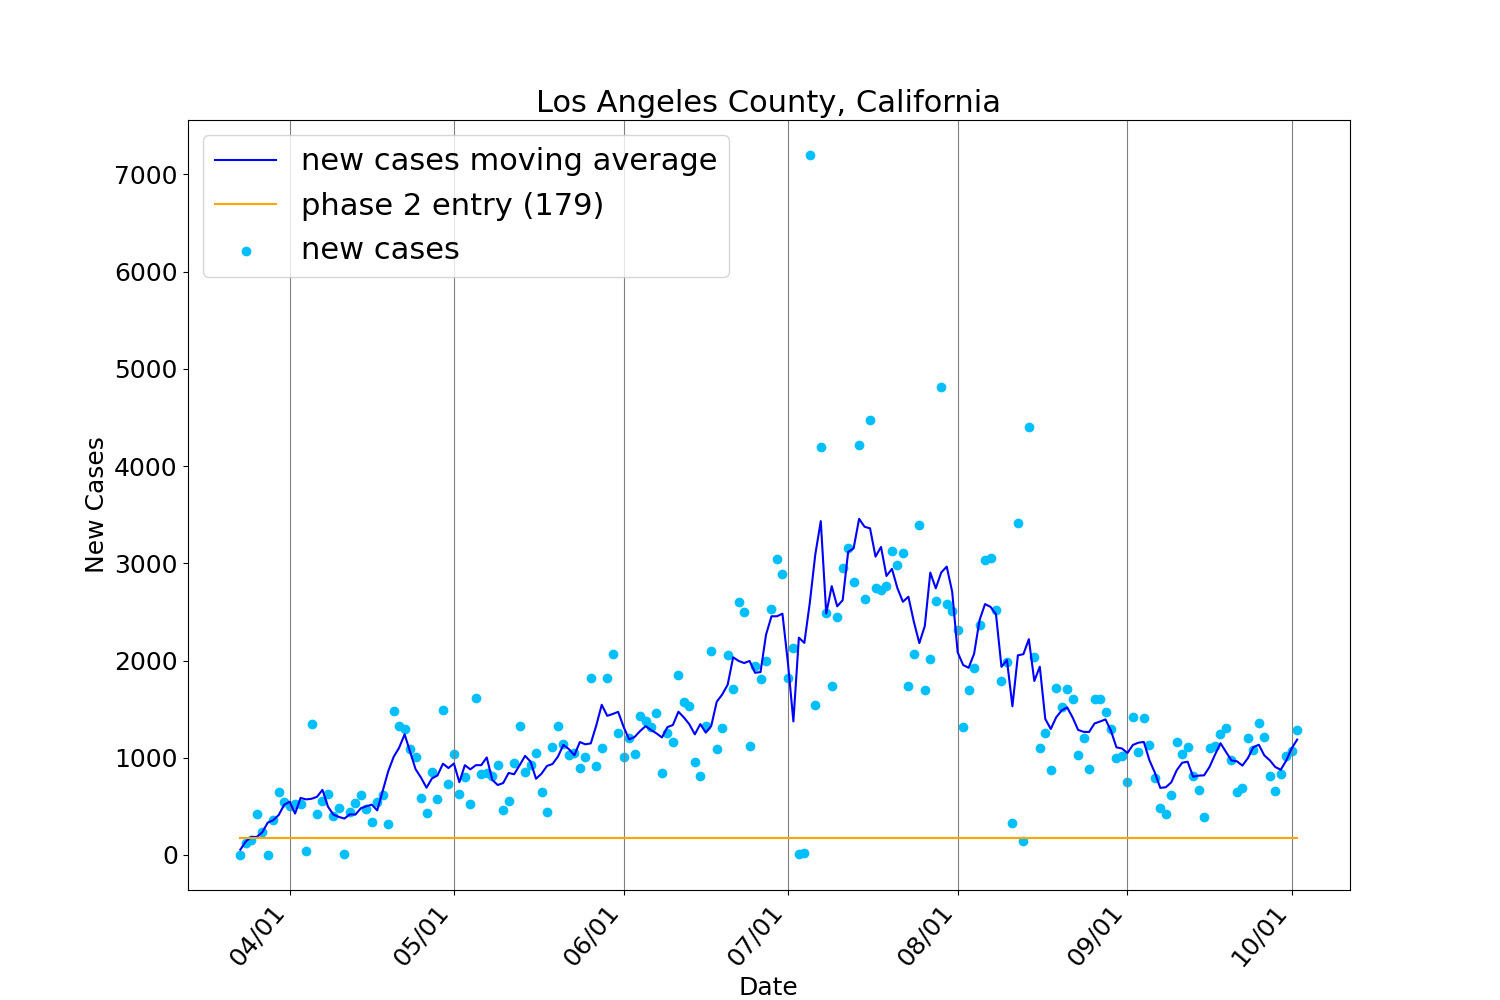 Los Angeles County, California
new cases moving average
phase 2 entry (179)
new cases
7000
6000
5000
4000
3000
2000
1000
0
New Cases
04/01
05/01
06/01
07/01
08/01
09/01
10/01
Date